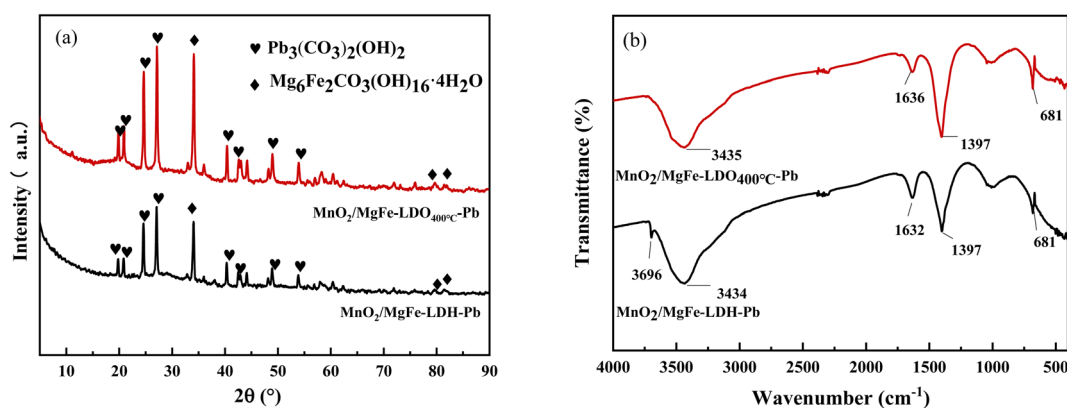 (a)
♥ Pb3(CO3)2(OH)2
♦ Mg6Fe2CO3(OH)16·4H2O
Intensity ( a.u.)
MnO2/MgFe-LDO400°C-Pb
MnO2/MgFe-LDH-Pb
10 20 30 40 50 60 70 80 90
2θ (°)
(b)
Transmittance (%)
1636
681
3435
1397
MnO2/MgFe-LDO400°C-Pb
1632
681
3696
1397
3434
MnO2/MgFe-LDH-Pb
4000 3500 3000 2500 2000 1500 1000 500
Wavenumber (cm-1)